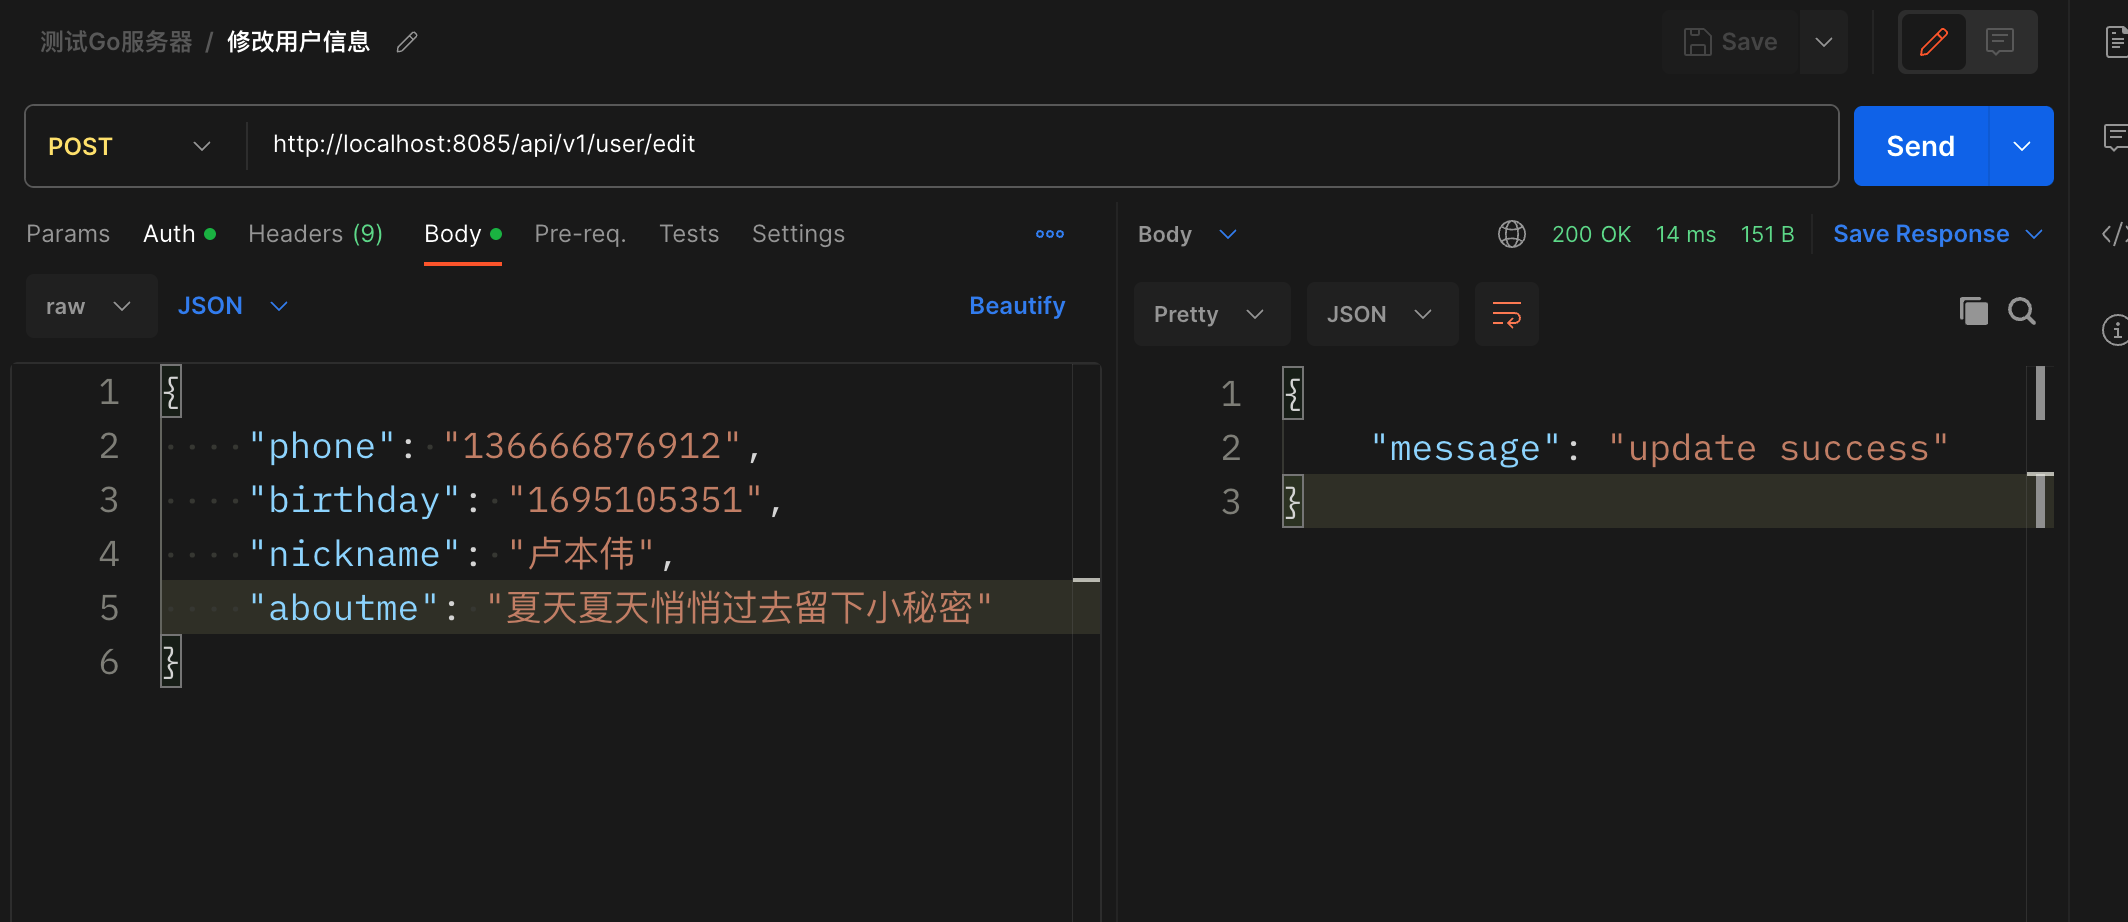 测试Go服务器 / 修改用户信息
Save
POST
http://localhost:8085/api/v1/user/edit
Send
Params Auth Headers (9) Body Pre-req. Tests Settings
raw JSON Beautify
1 {
2 "phone": "136666876912",
3 "birthday": "1695105351",
4 "nickname": "卢本伟",
5 "aboutme": "夏天夏天悄悄过去留下小秘密"
6 }
Body 200 OK 14 ms 151 B Save Response
Pretty JSON
1 {
2 "message": "update success"
3 }